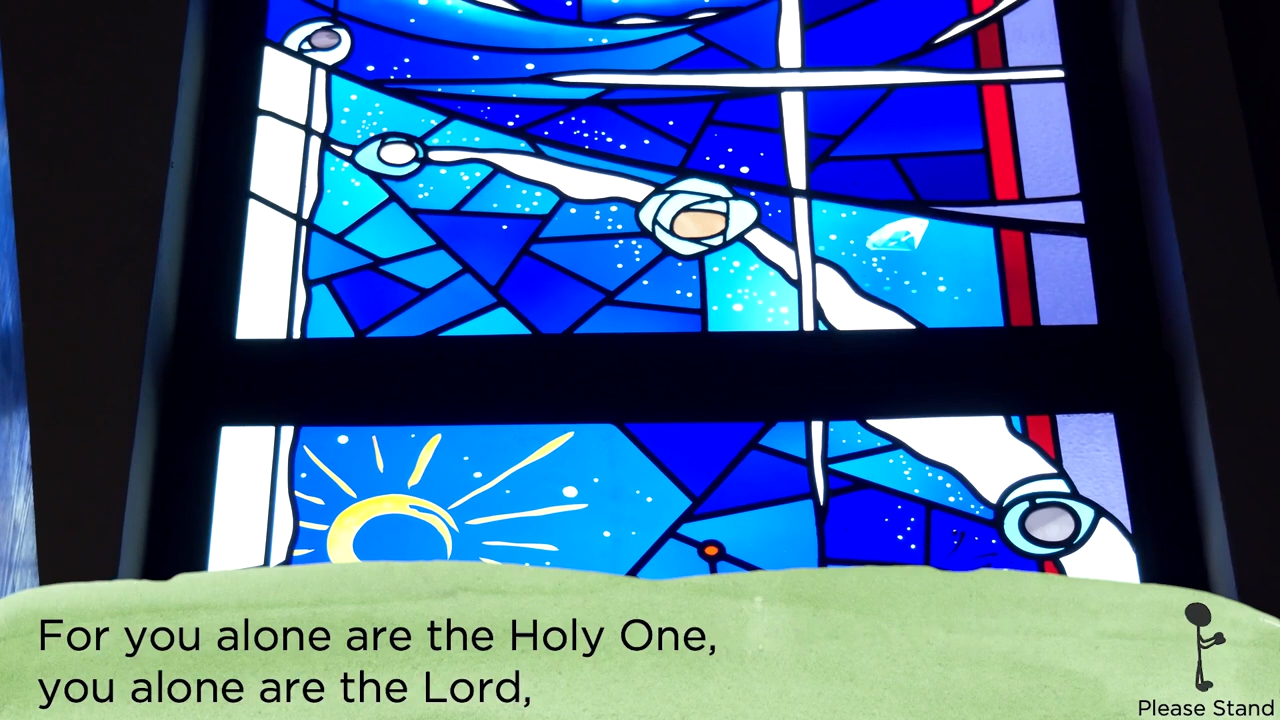 For you alone are the Holy One,
you alone are the Lord,
Please Stand